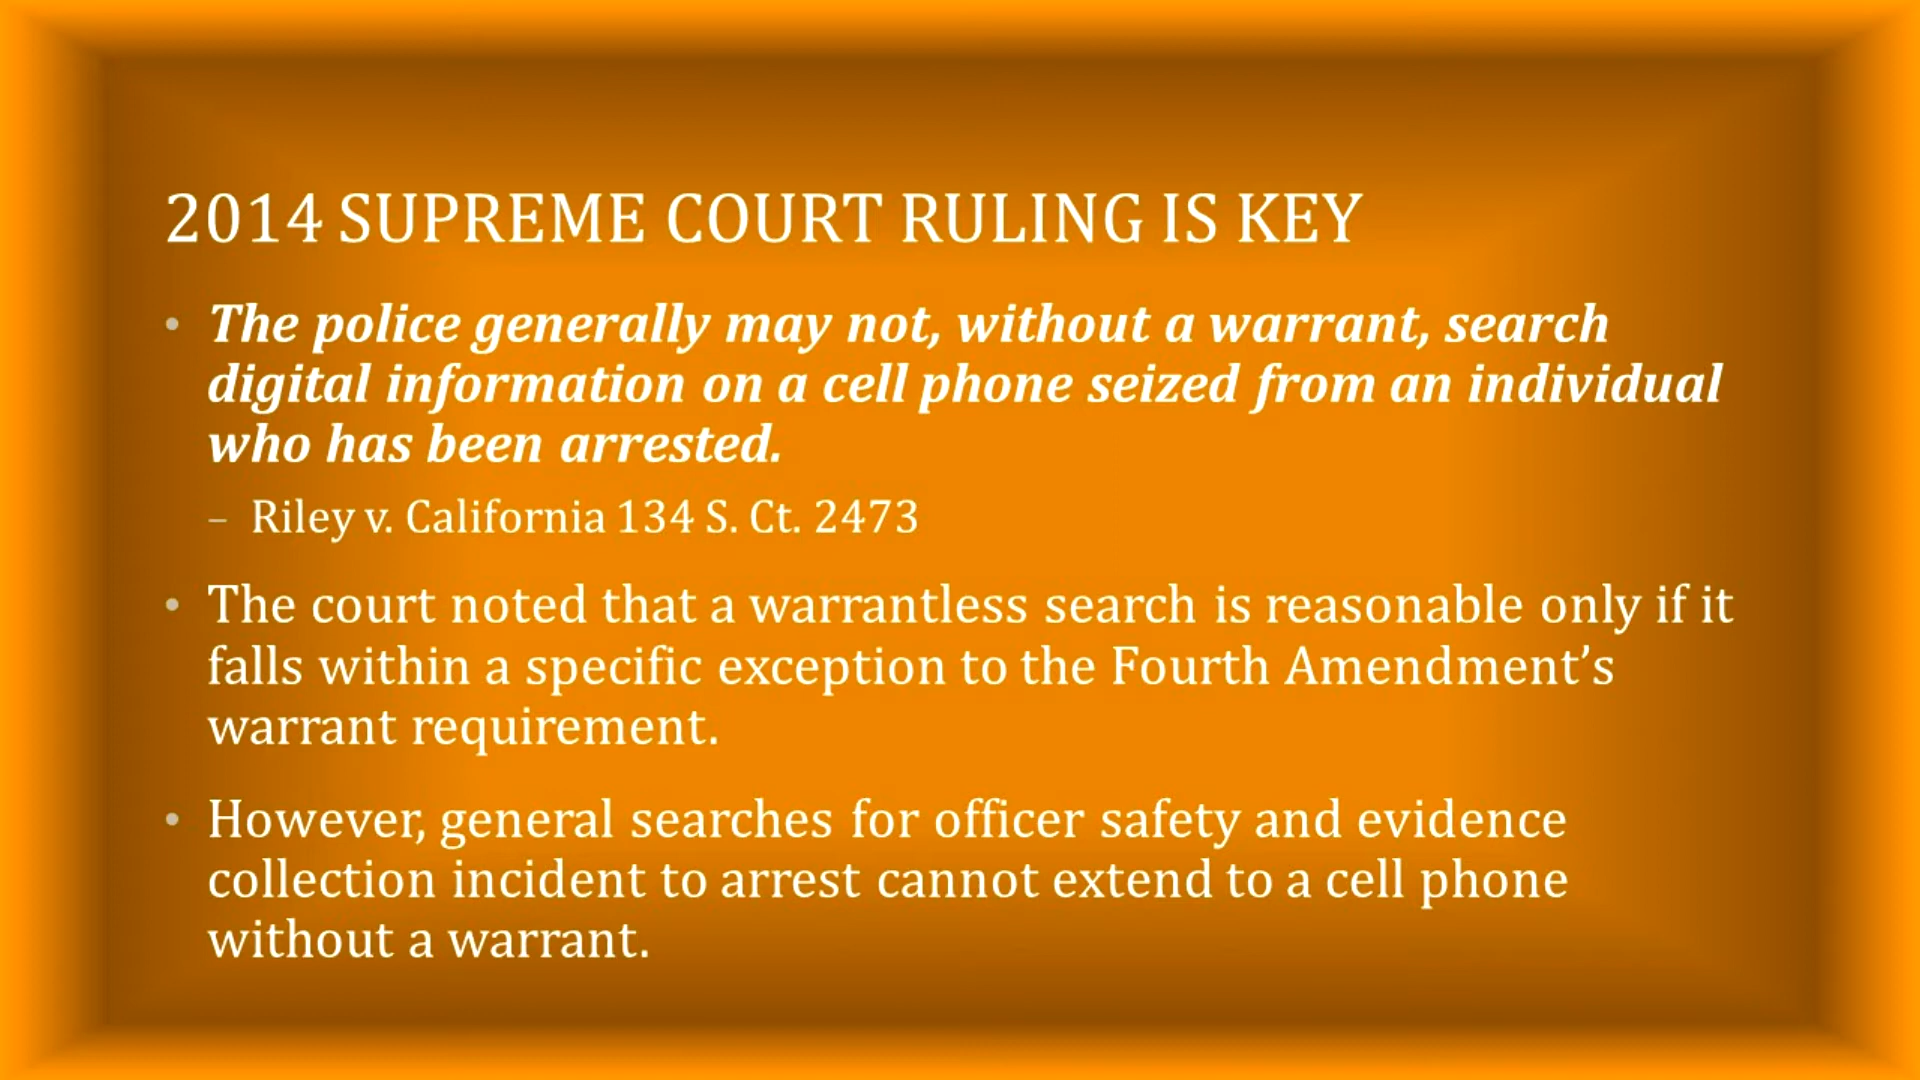 2014 SUPREME COURT RULING IS KEY
• The police generally may not, without a warrant, search
digital information on a cell phone seized from an individual
who has been arrested.
– Riley v. California 134 S. Ct. 2473
• The court noted that a warrantless search is reasonable only if it
falls within a specific exception to the Fourth Amendment’s
warrant requirement.
• However, general searches for officer safety and evidence
collection incident to arrest cannot extend to a cell phone
without a warrant.